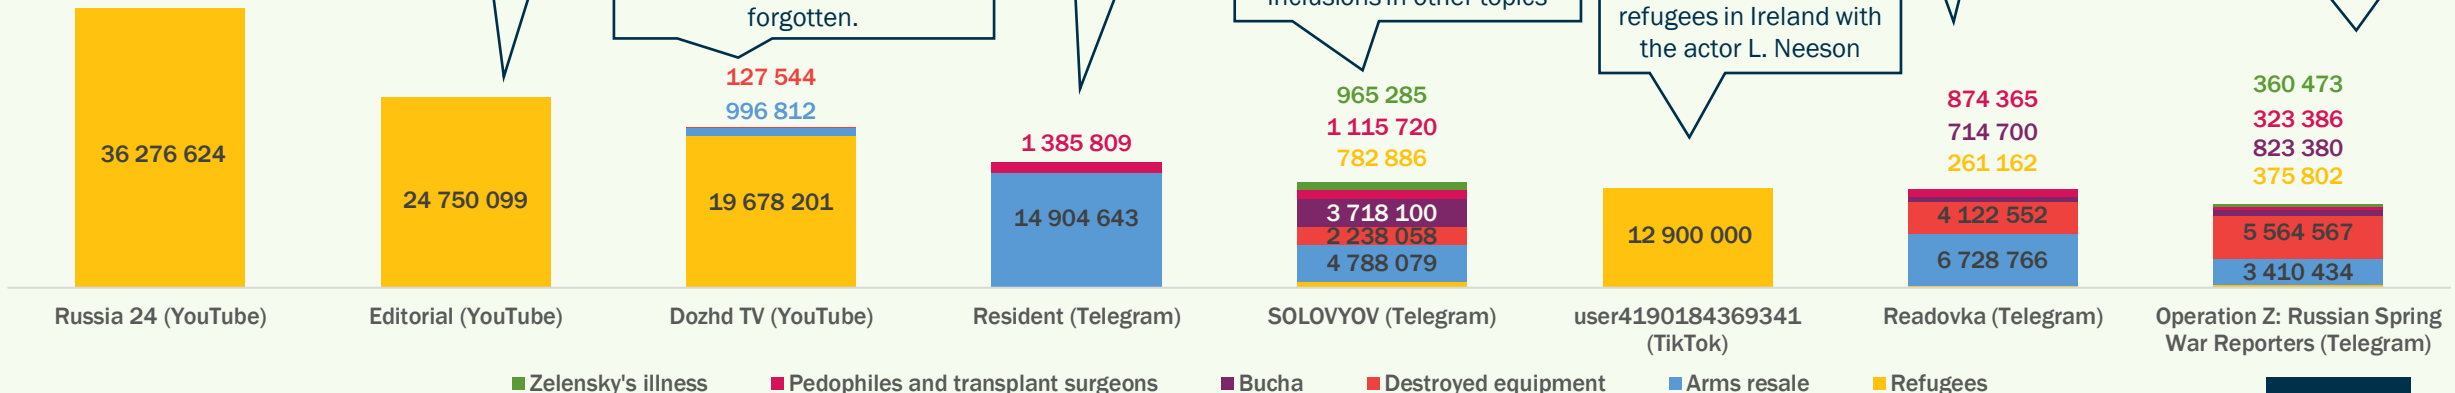 forgotten.
inclusions in other topics
refugees in Ireland with
the actor L. Neeson
36 276 624
24 750 099
127 544
996 812
19 678 201
1 385 809
14 904 643
965 285
1 115 720
782 886
3 718 100
2 238 058
4 788 079
12 900 000
874 365
714 700
261 162
4 122 552
6 728 766
360 473
323 386
823 380
375 802
5 564 567
3 410 434
Russia 24 (YouTube)
Editorial (YouTube)
Dozhd TV (YouTube)
Resident (Telegram)
SOLOVYOV (Telegram)
user4190184369341
(TikTok)
Readovka (Telegram)
Operation Z: Russian Spring
War Reporters (Telegram)
Zelensky's illness
Pedophiles and transplant surgeons
Bucha
Destroyed equipment
Arms resale
Refugees